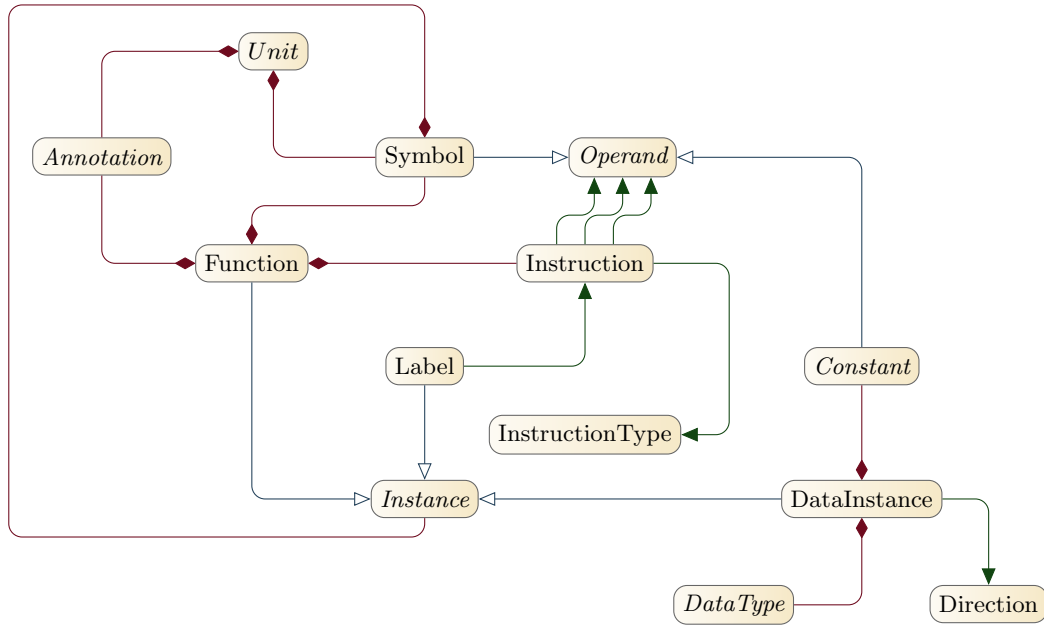 Unit
Annotation
Symbol
Operand
Function
Instruction
Label
Constant
InstructionType
Instance
DataInstance
DataType
Direction